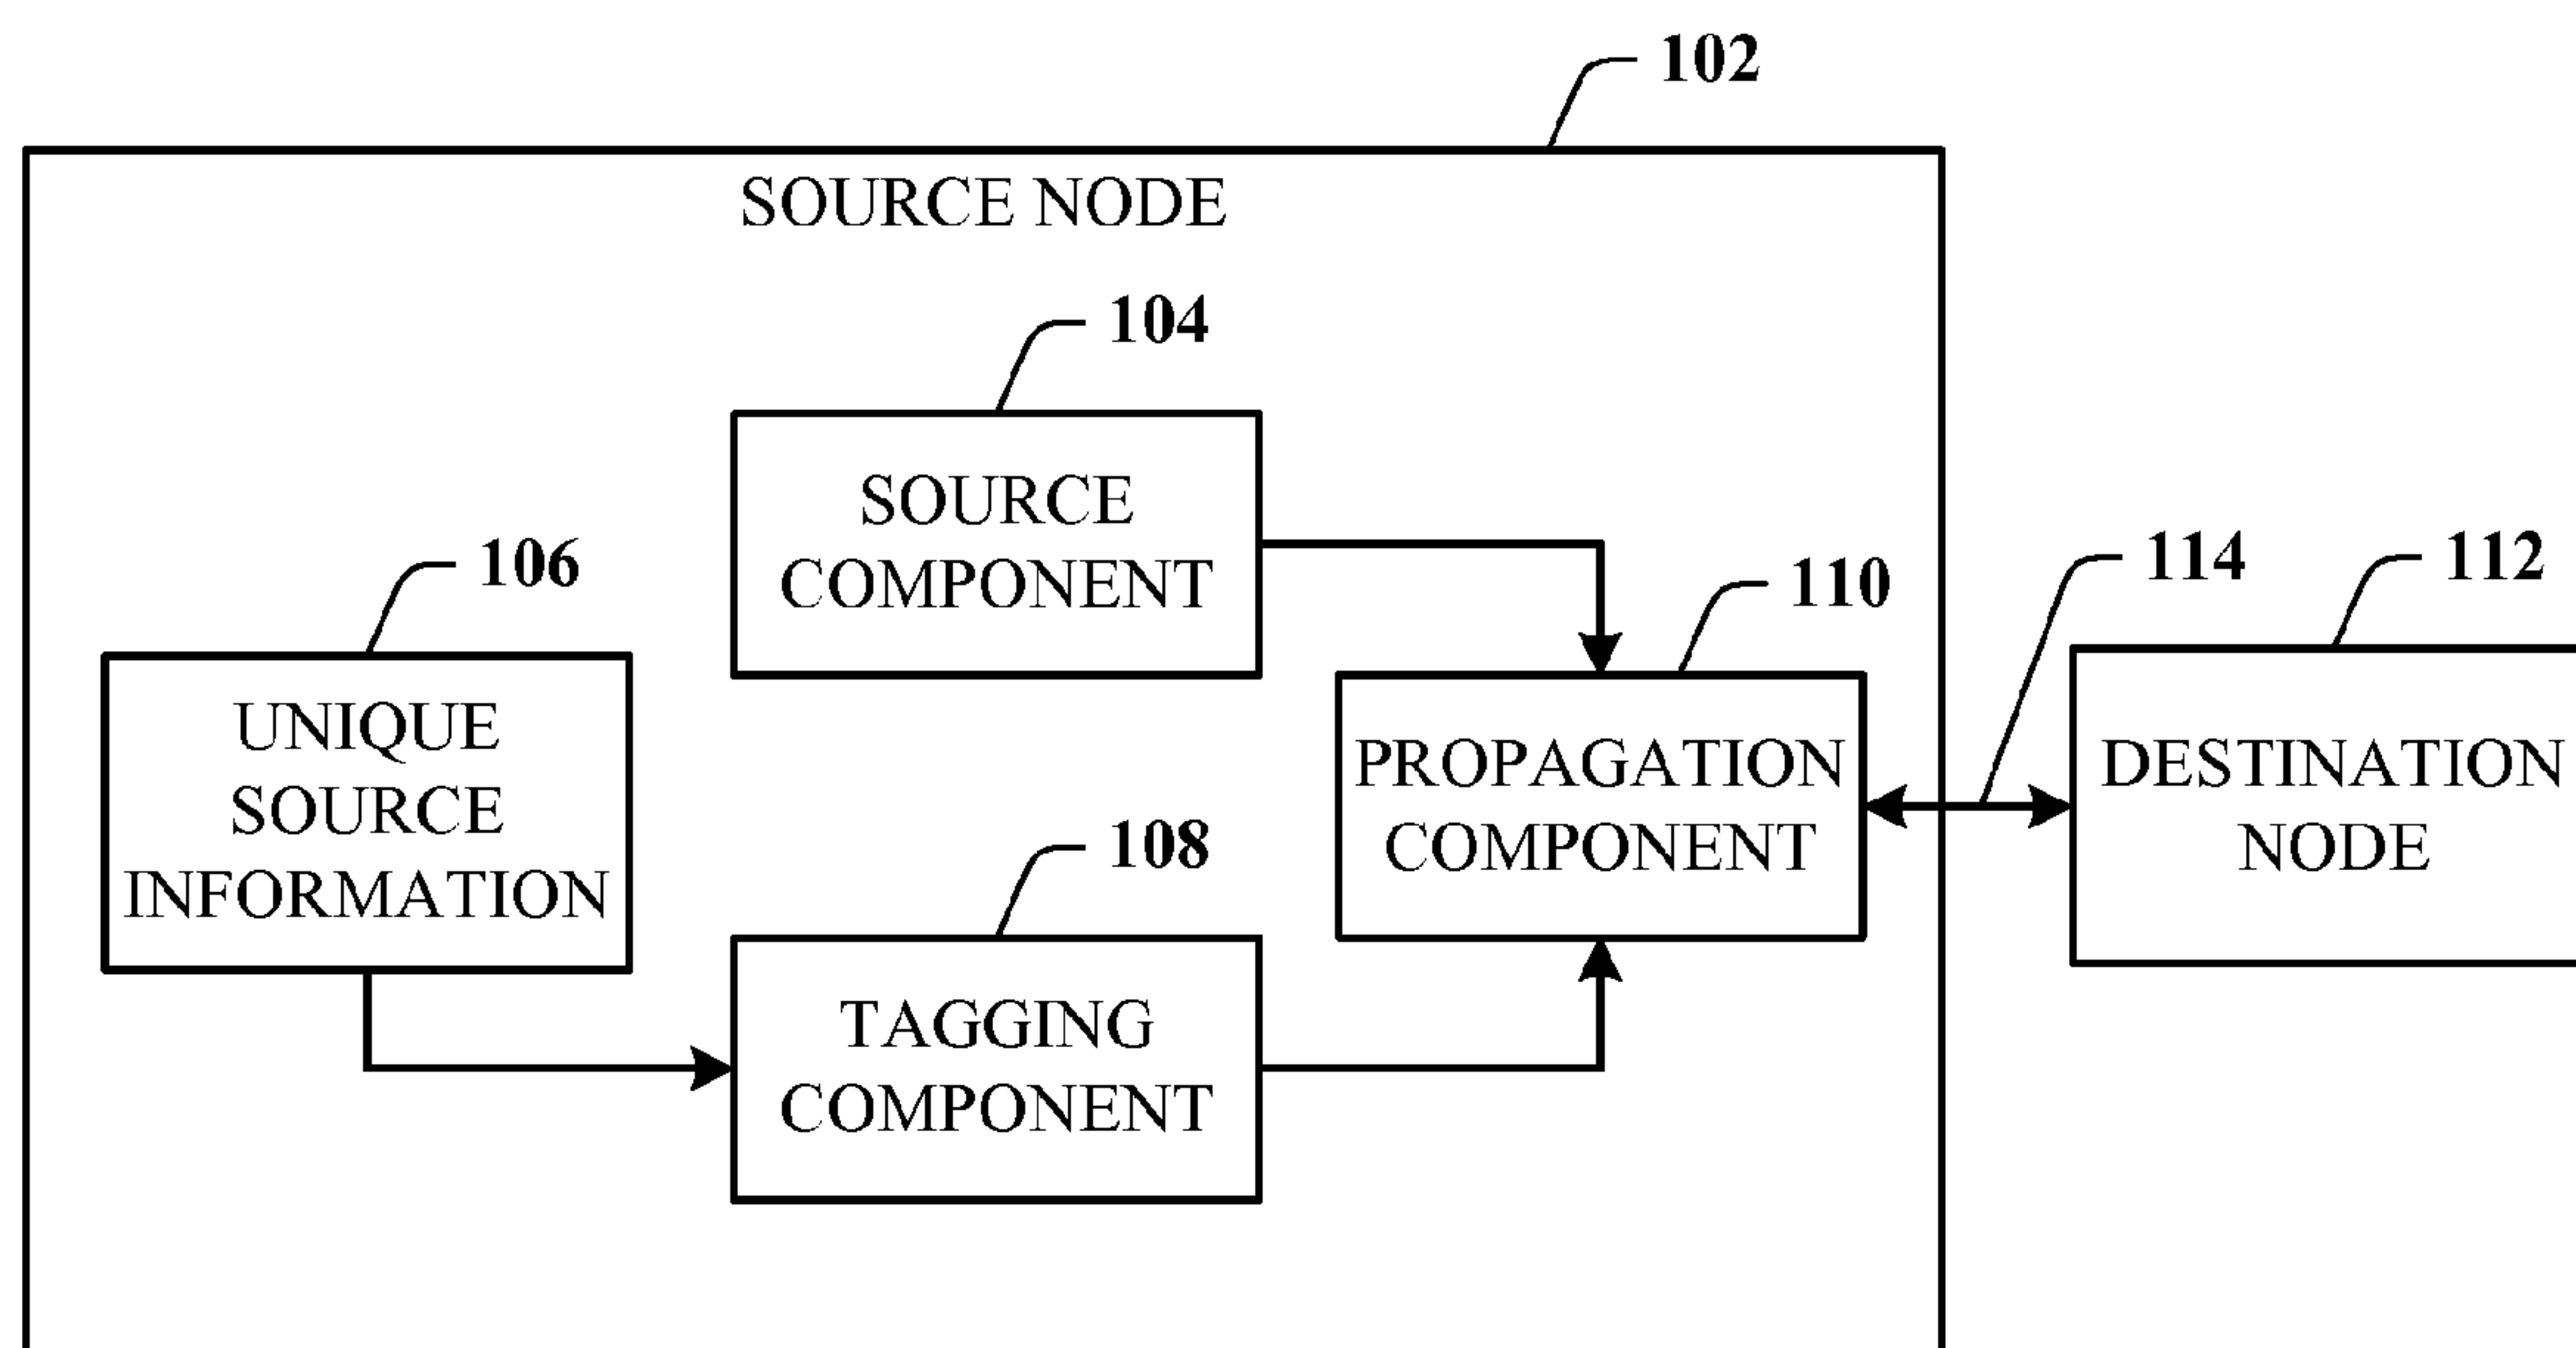 102
SOURCE NODE
104
SOURCE
COMPONENT
106
UNIQUE
SOURCE
INFORMATION
108
TAGGING
COMPONENT
110
PROPAGATION
COMPONENT
114
112
DESTINATION
NODE